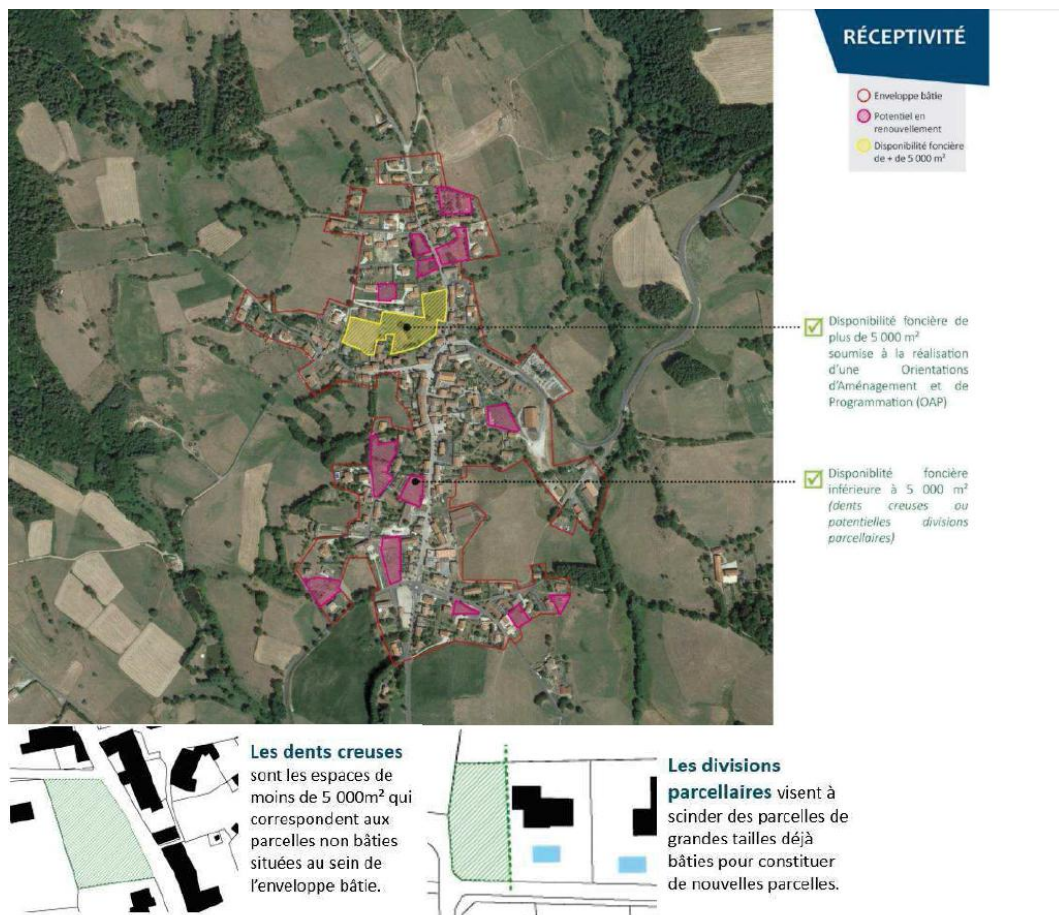 RÉCEPTIVITÉ
Enveloppe bâtie
Potentiel en
renouvellement
Disponibilité foncière
de + de 5 000 m²
Disponibilité foncière de
plus de 5 000 m²
soumise à la réalisation
d'une Orientations
d'Aménagement et de
Programmation (OAP)
Disponiblité foncière
inférieure à 5 000 m²
(dents creuses ou
potentielles divisions
parcellaires)
Les dents creuses
sont les espaces de
moins de 5 000m² qui
correspondent aux
parcelles non bâties
situées au sein de
l'enveloppe bâtie.
Les divisions
parcellaires visent à
scinder des parcelles de
grandes tailles déjà
bâties pour constituer
de nouvelles parcelles.